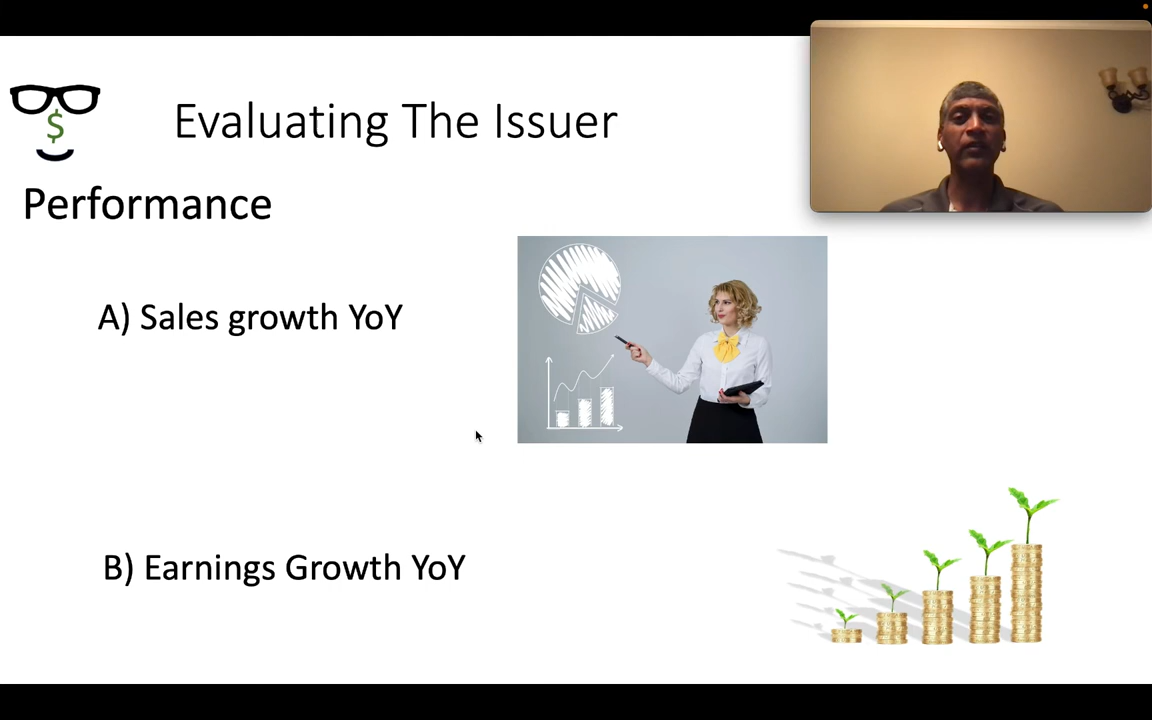 $
Evaluating The Issuer
Performance
A) Sales growth YoY
B) Earnings Growth YoY